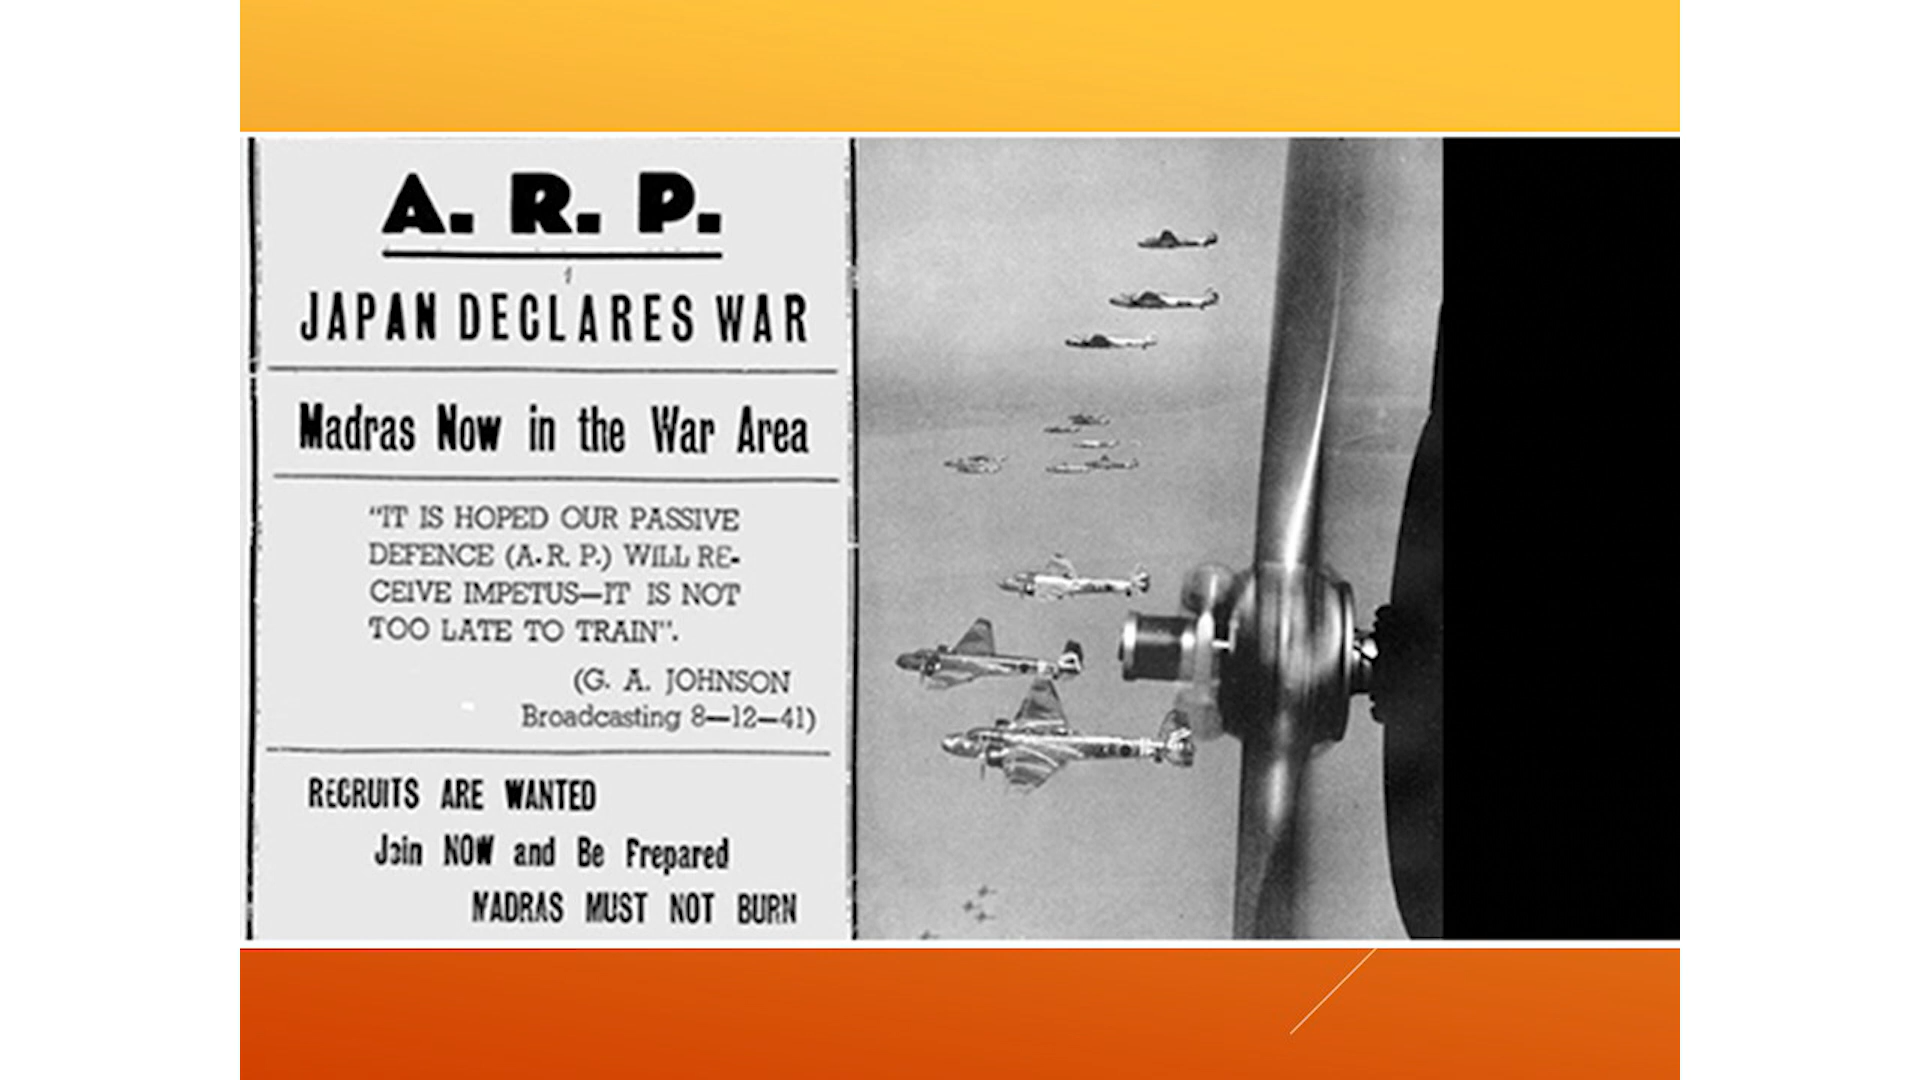 A. R. P.
JAPAN DECLARES WAR
Madras Now in the War Area
"IT IS HOPED OUR PASSIVE
DEFENCE (A.R.P.) WILL RE-
CEIVE IMPETUS—IT IS NOT
TOO LATE TO TRAIN".
(G. A. JOHNSON
Broadcasting 8—12—41)
RECRUITS ARE WANTED
Join NOW and Be Frepared
MADRAS MUST NOT BURN